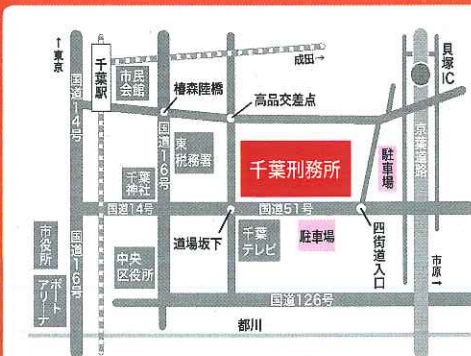 ↑東京
千葉駅
成田→
貝塚IC
国道14号
市民
会館
椿森陸橋
高品交差点
国道16号
東
税務署
千葉刑務所
駐車場
京葉道路
千葉
神社
国道14号
国道51号
市役所
国道16号
道場坂下
千葉
テレビ
駐車場
四街道入口
中央
区役所
市原→
ポート
アリーナ
国道126号
都川